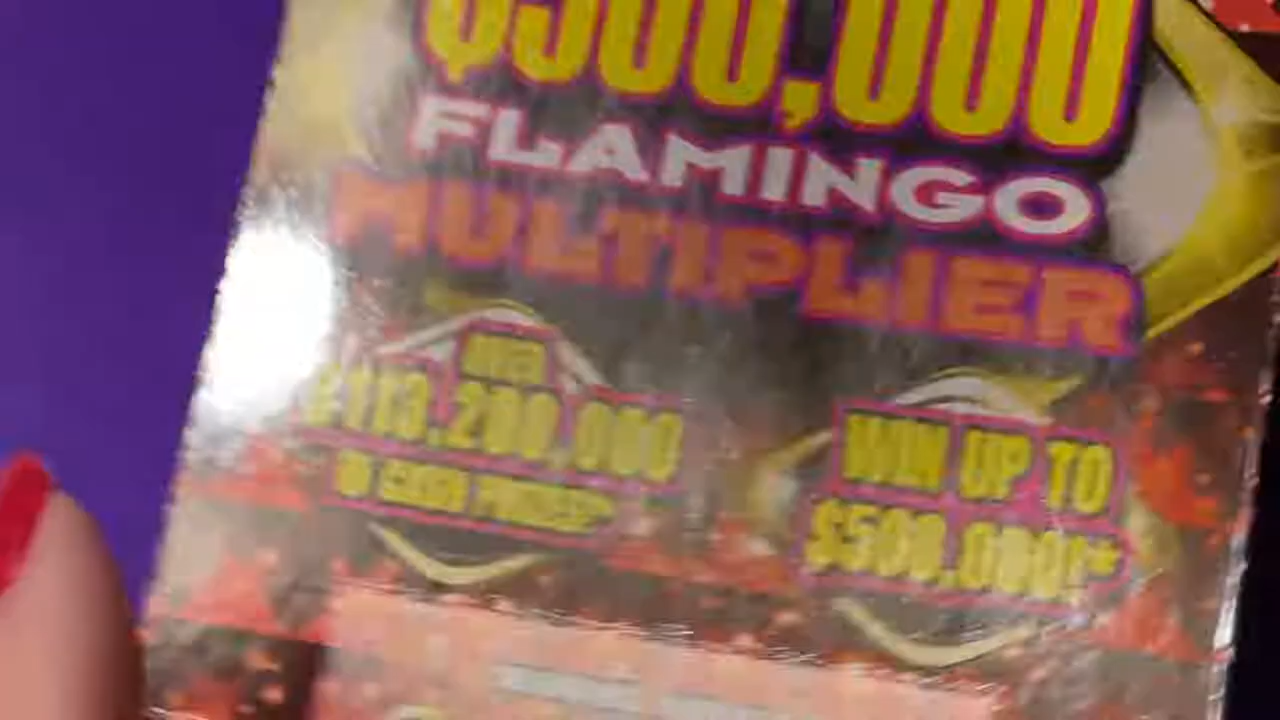 $500,000
FLAMINGO
MULTIPLIER
OVER
$113,200,000
IN CASH PRIZES!*
WIN UP TO
$500,000!*